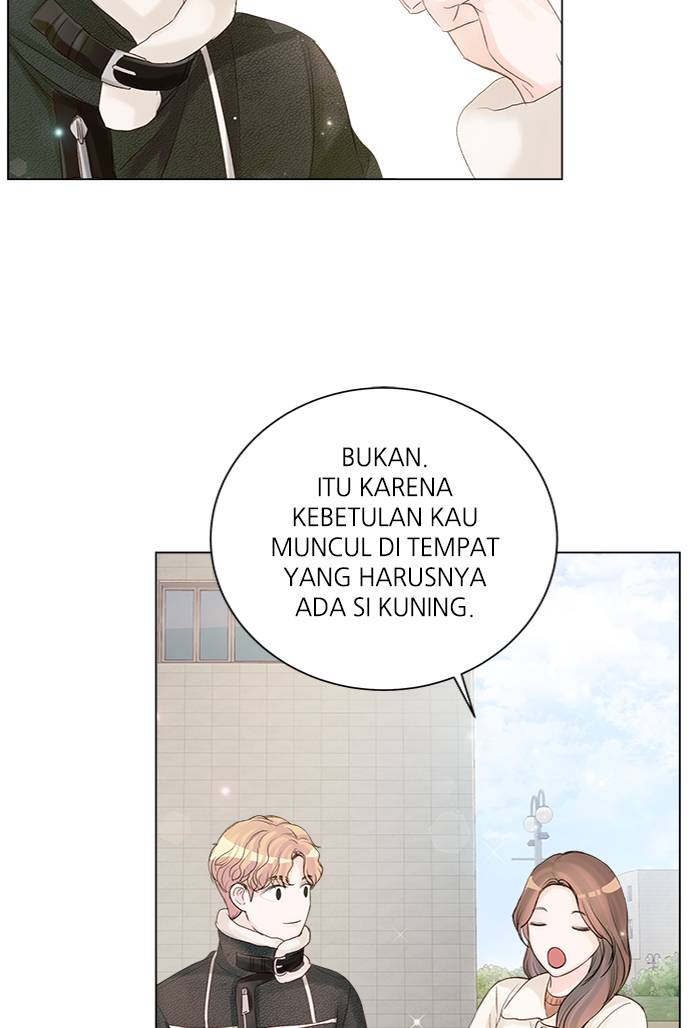 BUKAN.
ITU KARENA
KEBETULAN KAU
MUNCUL DI TEMPAT
YANG HARUSNYA
ADA SI KUNING.